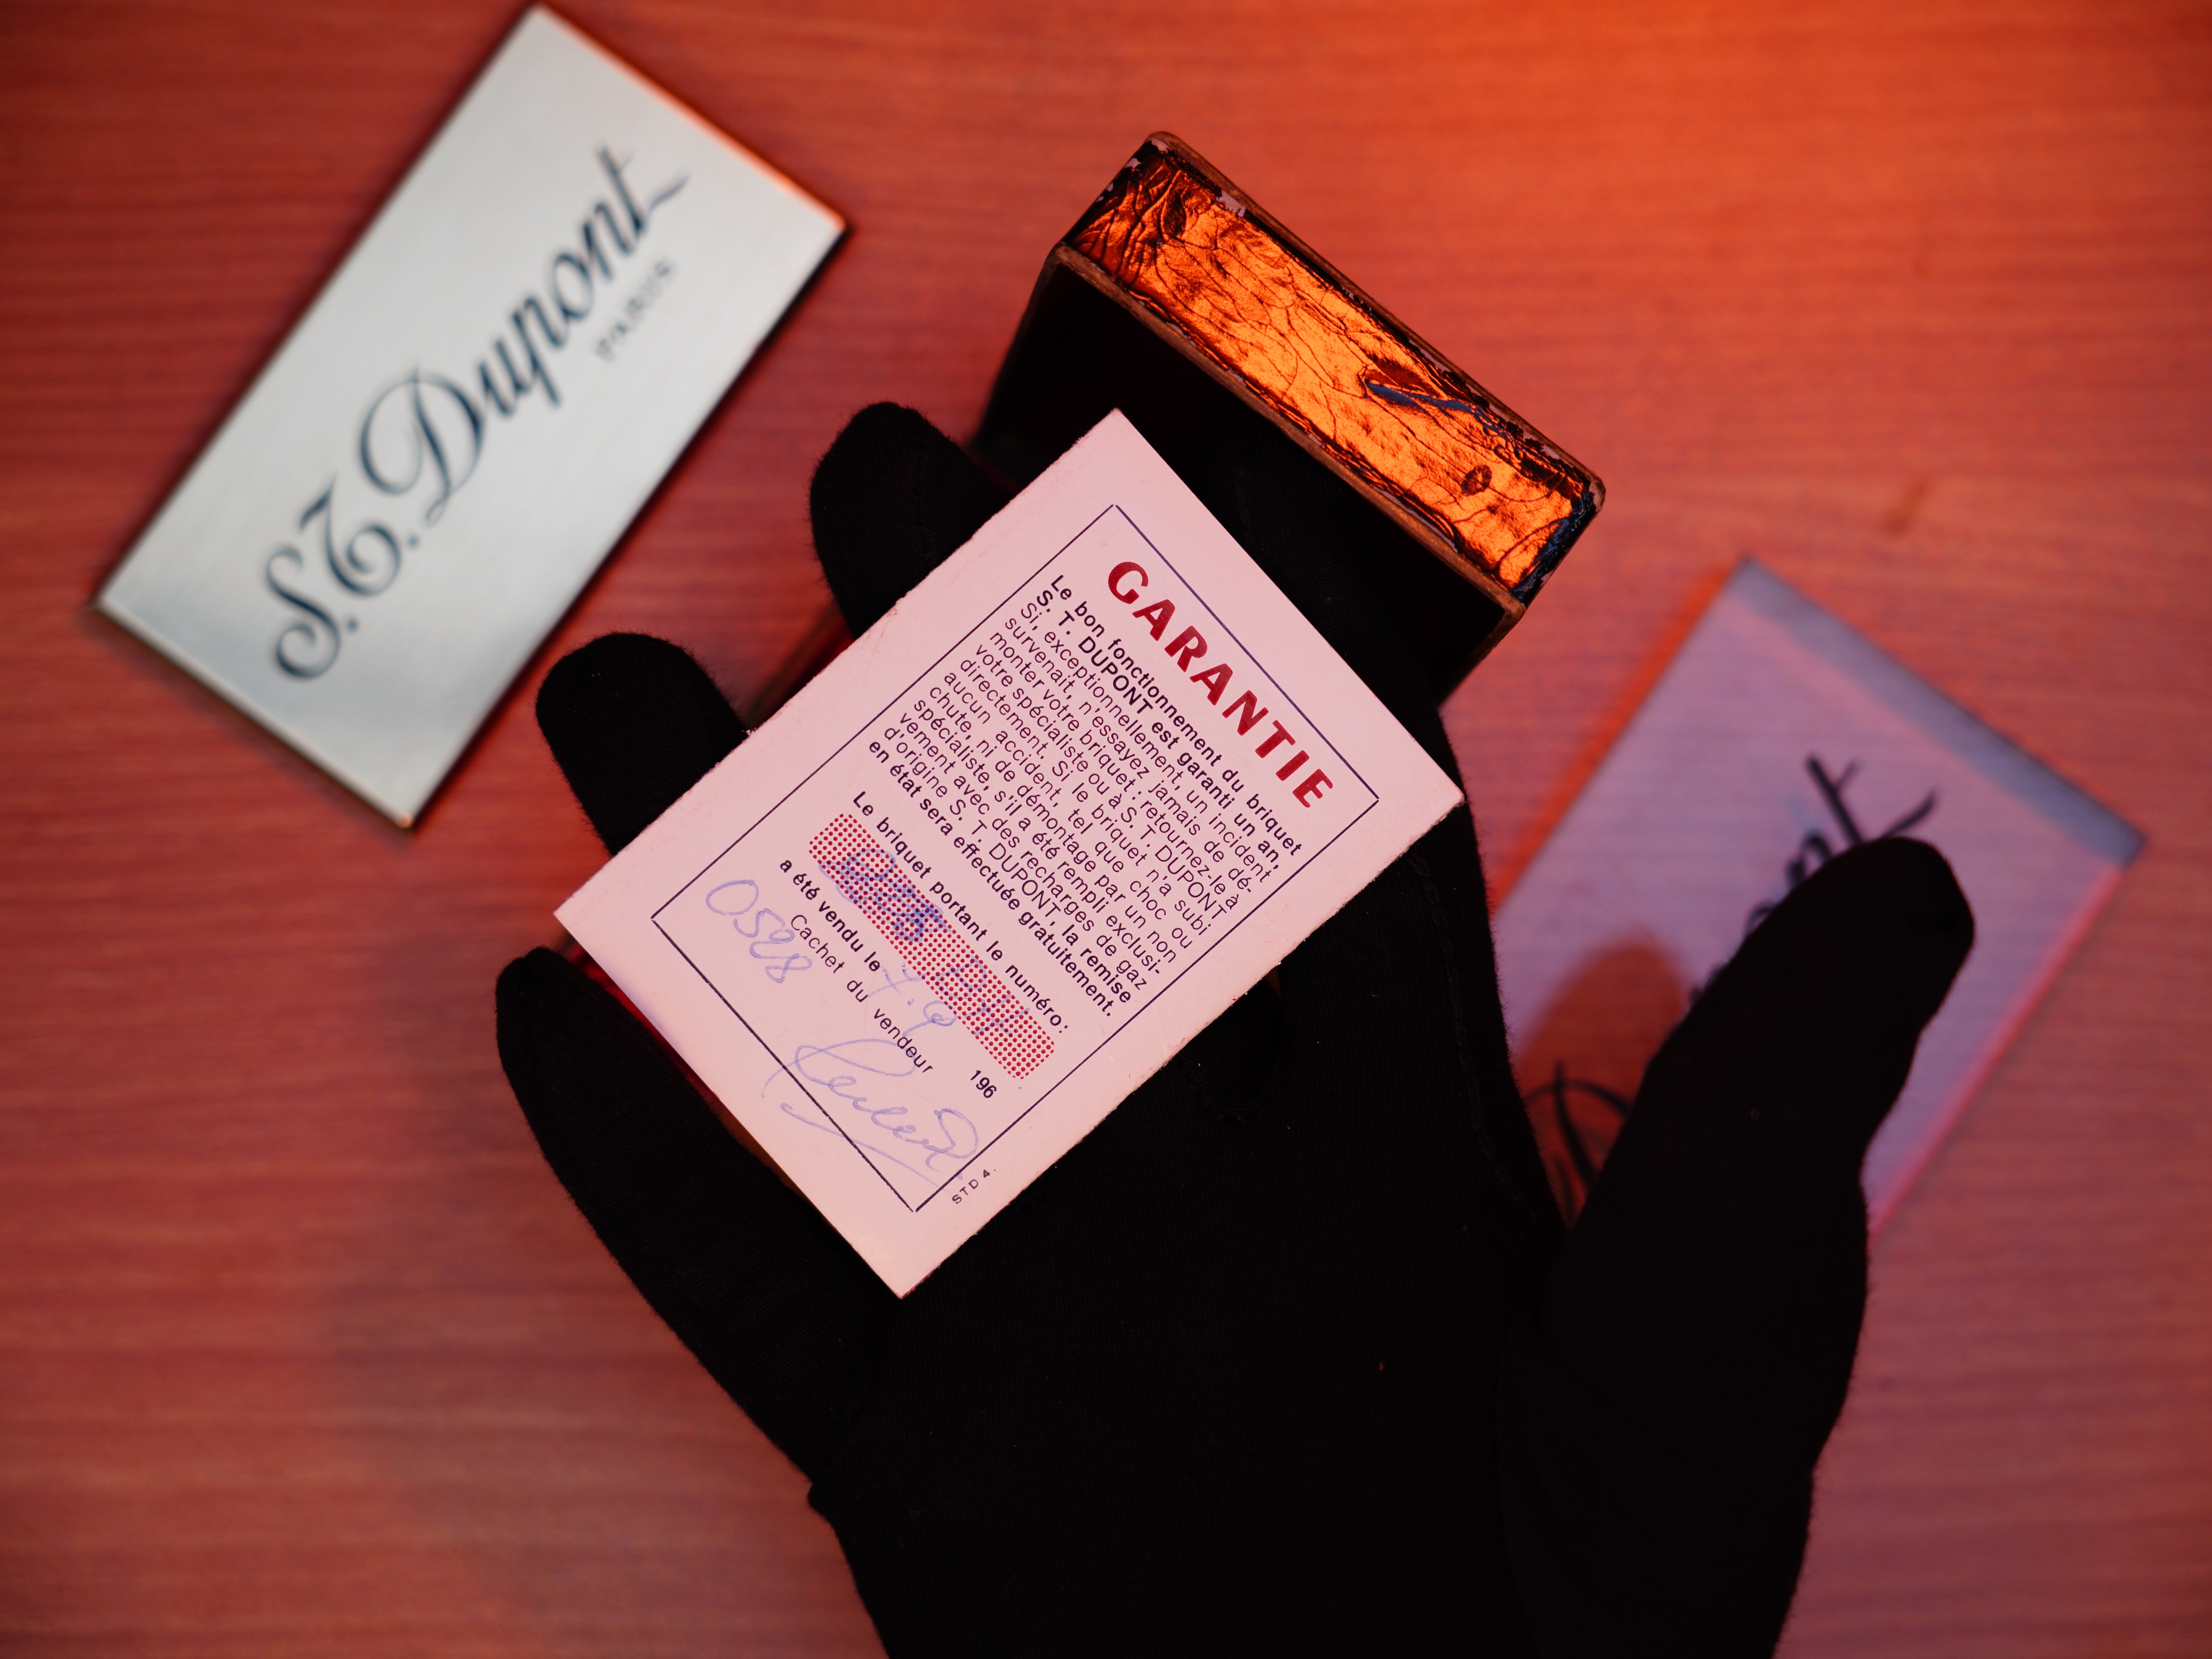 S.T. Dupont
PARIS
GARANTIE
Le bon fonctionnement du briquet
S. T. DUPONT est garanti un an,
Si, exceptionnellement, un incident
survenait, n'essayez jamais de dé-
monter votre briquet ; retournez-le à
votre spécialiste ou à S. T. DUPONT
directement. Si le briquet n'a subi
aucun accident, tel que choc ou
chute, ni de démontage par un non
spécialiste, s'il a été rempli exclusi-
vement avec des recharges de gaz
d'origine S. T. DUPONT, la remise
en état sera effectuée gratuitement.
Le briquet portant le numéro:
a été vendu le 196
Cachet du vendeur
0528
STD 4.